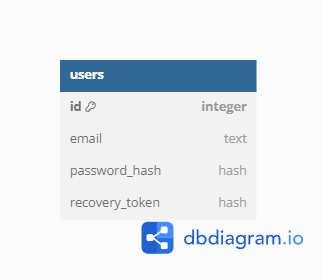 users
id integer
email text
password_hash hash
recovery_token hash
dbdiagram.io